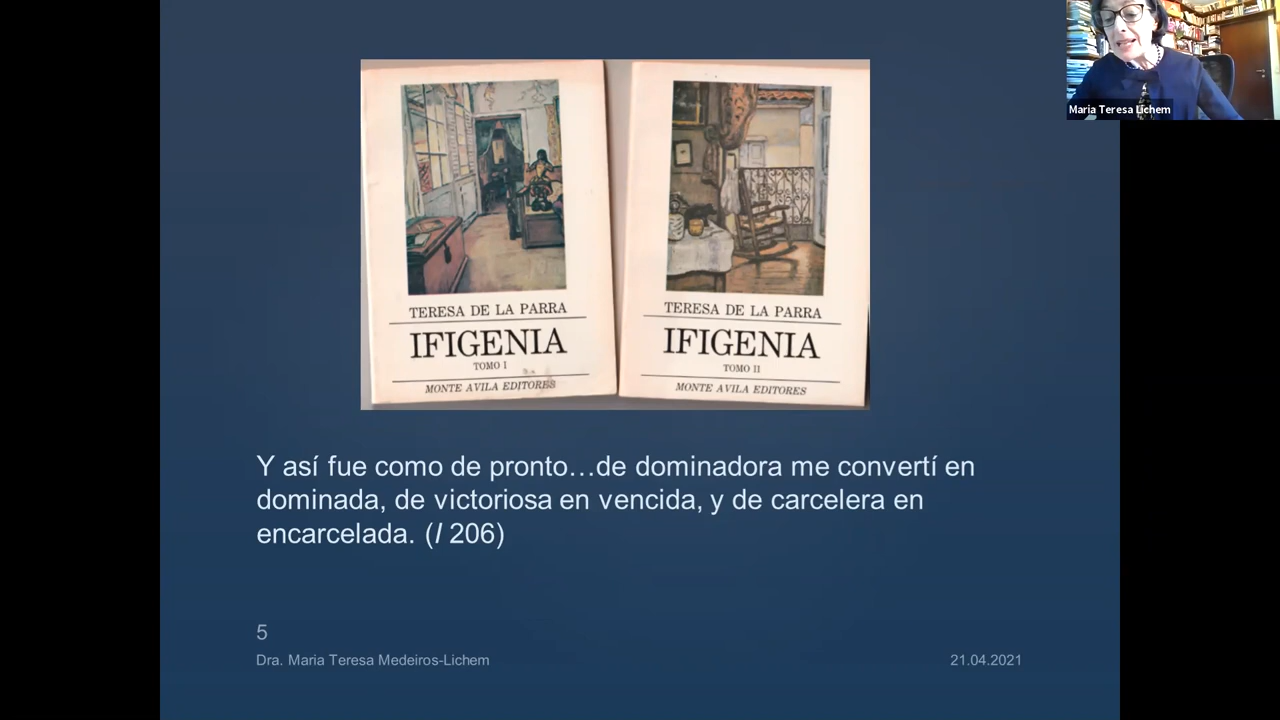 Maria Teresa Lichem
TERESA DE LA PARRA
IFIGENIA
TOMO I
MONTE AVILA EDITORES
TERESA DE LA PARRA
IFIGENIA
TOMO II
MONTE AVILA EDITORES
Y así fue como de pronto…de dominadora me convertí en
dominada, de victoriosa en vencida, y de carcelera en
encarcelada. (I 206)
5
Dra. Maria Teresa Medeiros-Lichem
21.04.2021